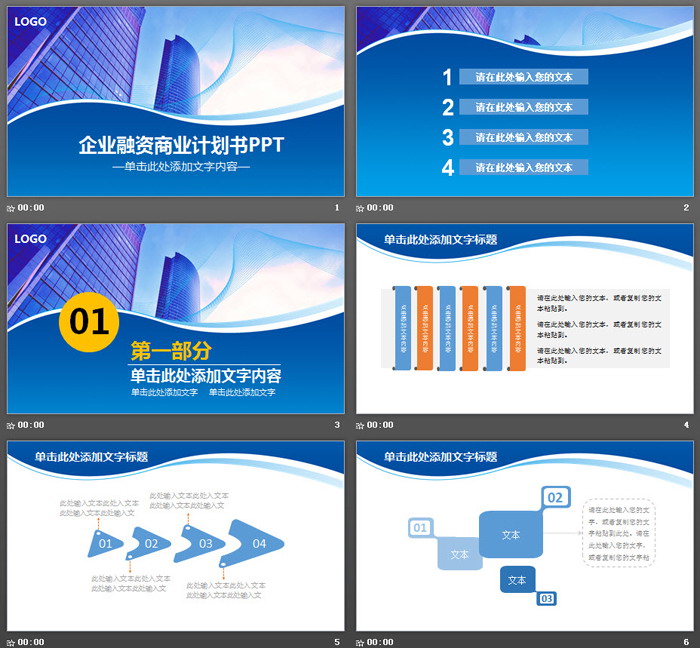 LOGO
企业融资商业计划书PPT
—单击此处添加文字内容—
00:00
1
1 请在此处输入您的文本
2 请在此处输入您的文本
3 请在此处输入您的文本
4 请在此处输入您的文本
00:00
2
LOGO
01
第一部分
单击此处添加文字内容
单击此处添加文字 单击此处添加文字
00:00
3
单击此处添加文字标题
请在此处输入您的文本，或者复制您的文
本粘贴到。
请在此处输入您的文本，或者复制您的文
本粘贴到。
请在此处输入您的文本，或者复制您的文
本粘贴到。
00:00
4
单击此处添加文字标题
此处输入文本此处入文本
此处输入文本此处输入文
此处输入文本此处入文本
此处输入文本此处输入文
01
02
03
04
此处输入文本此处入文本
此处输入文本此处输入文
此处输入文本此处入文本
此处输入文本此处输入文
00:00
5
单击此处添加文字标题
01
文本
02
文本
文本
03
请在此处输入您的文
字，或者复制您的文
字粘贴到此处。请在
此处输入您的文字，
或者复制您的文字粘
00:00
6